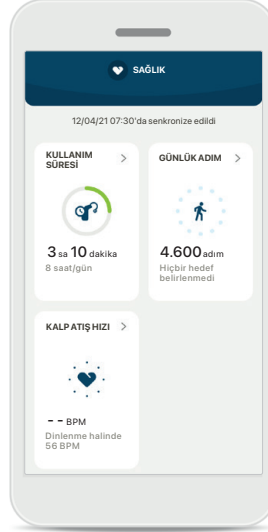 SAĞLIK
12/04/21 07:30'da senkronize edildi
KULLANIM
SÜRESİ
3 sa 10 dakika
8 saat/gün
GÜNLÜK ADIM
4.600 adım
Hiçbir hedef
belirlenmedi
KALP ATIŞ HIZI
-- BPM
Dinlenme halinde
56 BPM